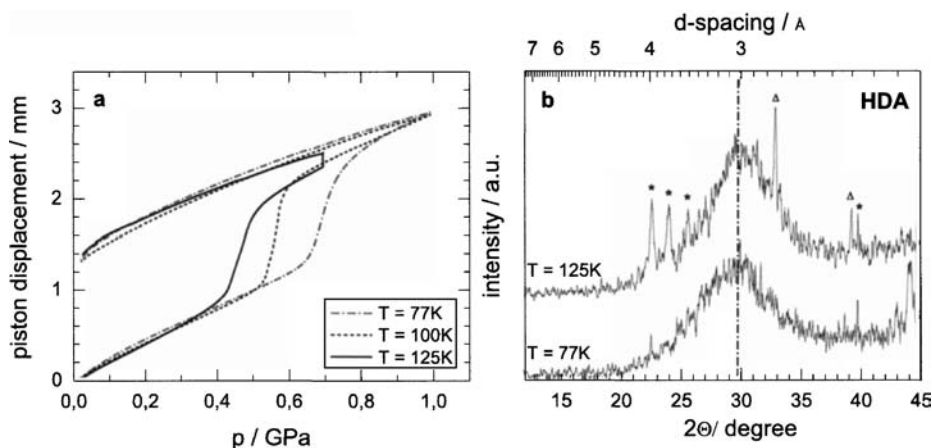 d-spacing / A
7 6 5 4 3
a
b
HDA
piston displacement / mm
3
2
1
0
T = 77K
T = 100K
T = 125K
0,0 0,2 0,4 0,6 0,8 1,0
p / GPa
intensity / a.u.
Δ
* * * Δ *
T = 125K
T = 77K
15 20 25 30 35 40 45
2Θ/ degree